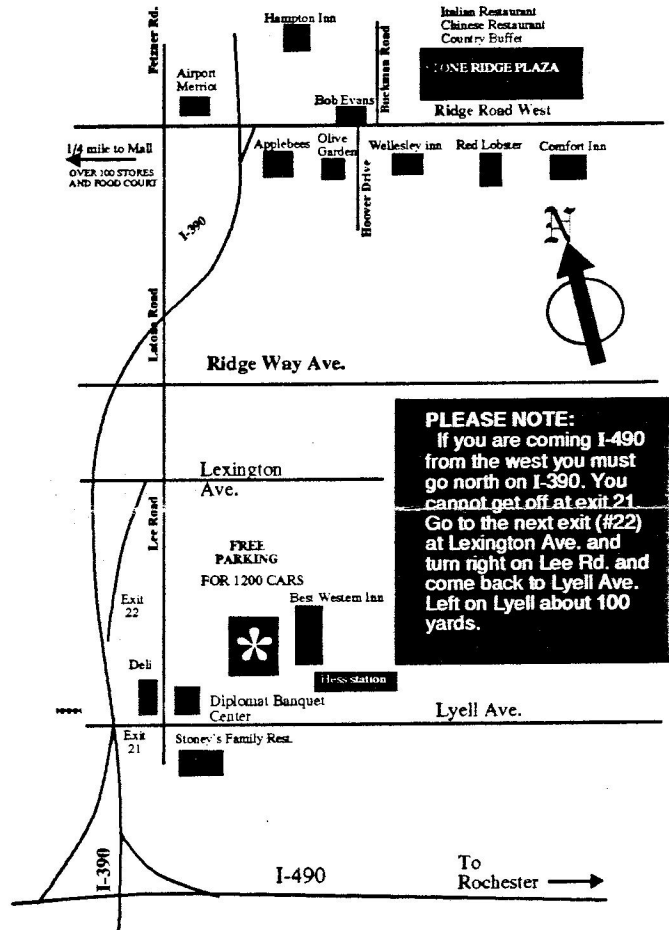 Italian Restaurant
Chinese Restaurant
Country Buffet
Fetzner Rd.
Hampton Inn
Buckman Road
STONE RIDGE PLAZA
Airport
Merriot
Bob Evans
Ridge Road West
1/4 mile to Mall
OVER 100 STORES
AND FOOD COURT
Applebees
Olive
Garden
Hoover Drive
Wellesley inn
Red Lobster
Comfort Inn
N
I-390
Latona Road
Ridge Way Ave.
PLEASE NOTE:
If you are coming I-490
from the west you must
go north on I-390. You
cannot get off at exit 21
Go to the next exit (#22)
at Lexington Ave. and
turn right on Lee Rd. and
come back to Lyell Ave.
Left on Lyell about 100
yards.
Lexington
Ave.
Lee Road
FREE
PARKING
FOR 1200 CARS
Exit
22
Best Western Inn
*
Deli
Hess station
Diplomat Banquet
Center
Lyell Ave.
Exit
21
Stoney's Family Rest.
I-390
I-490
To
Rochester